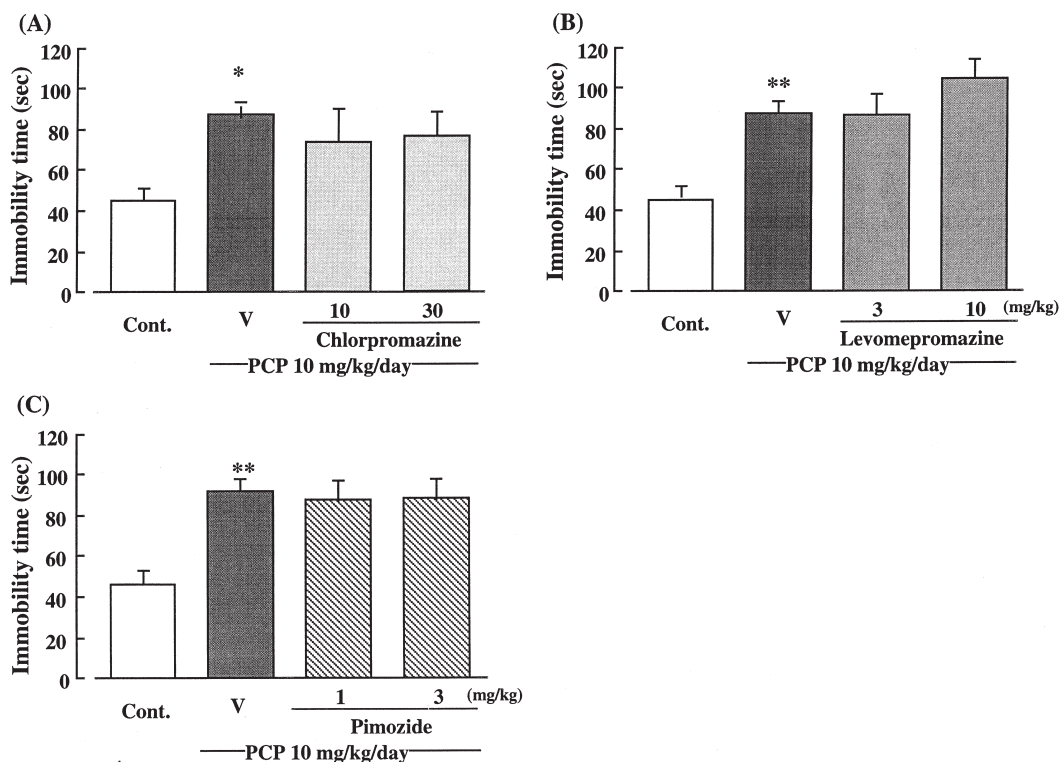 (A)
120
100
80
60
40
20
0
Immobility time (sec)
*
Cont.
V
10
30
Chlorpromazine
PCP 10 mg/kg/day
(B)
120
100
80
60
40
20
0
Immobility time (sec)
**
Cont.
V
3
10
(mg/kg)
Levomepromazine
PCP 10 mg/kg/day
(C)
120
100
80
60
40
20
0
Immobility time (sec)
**
Cont.
V
1
3
(mg/kg)
Pimozide
PCP 10 mg/kg/day